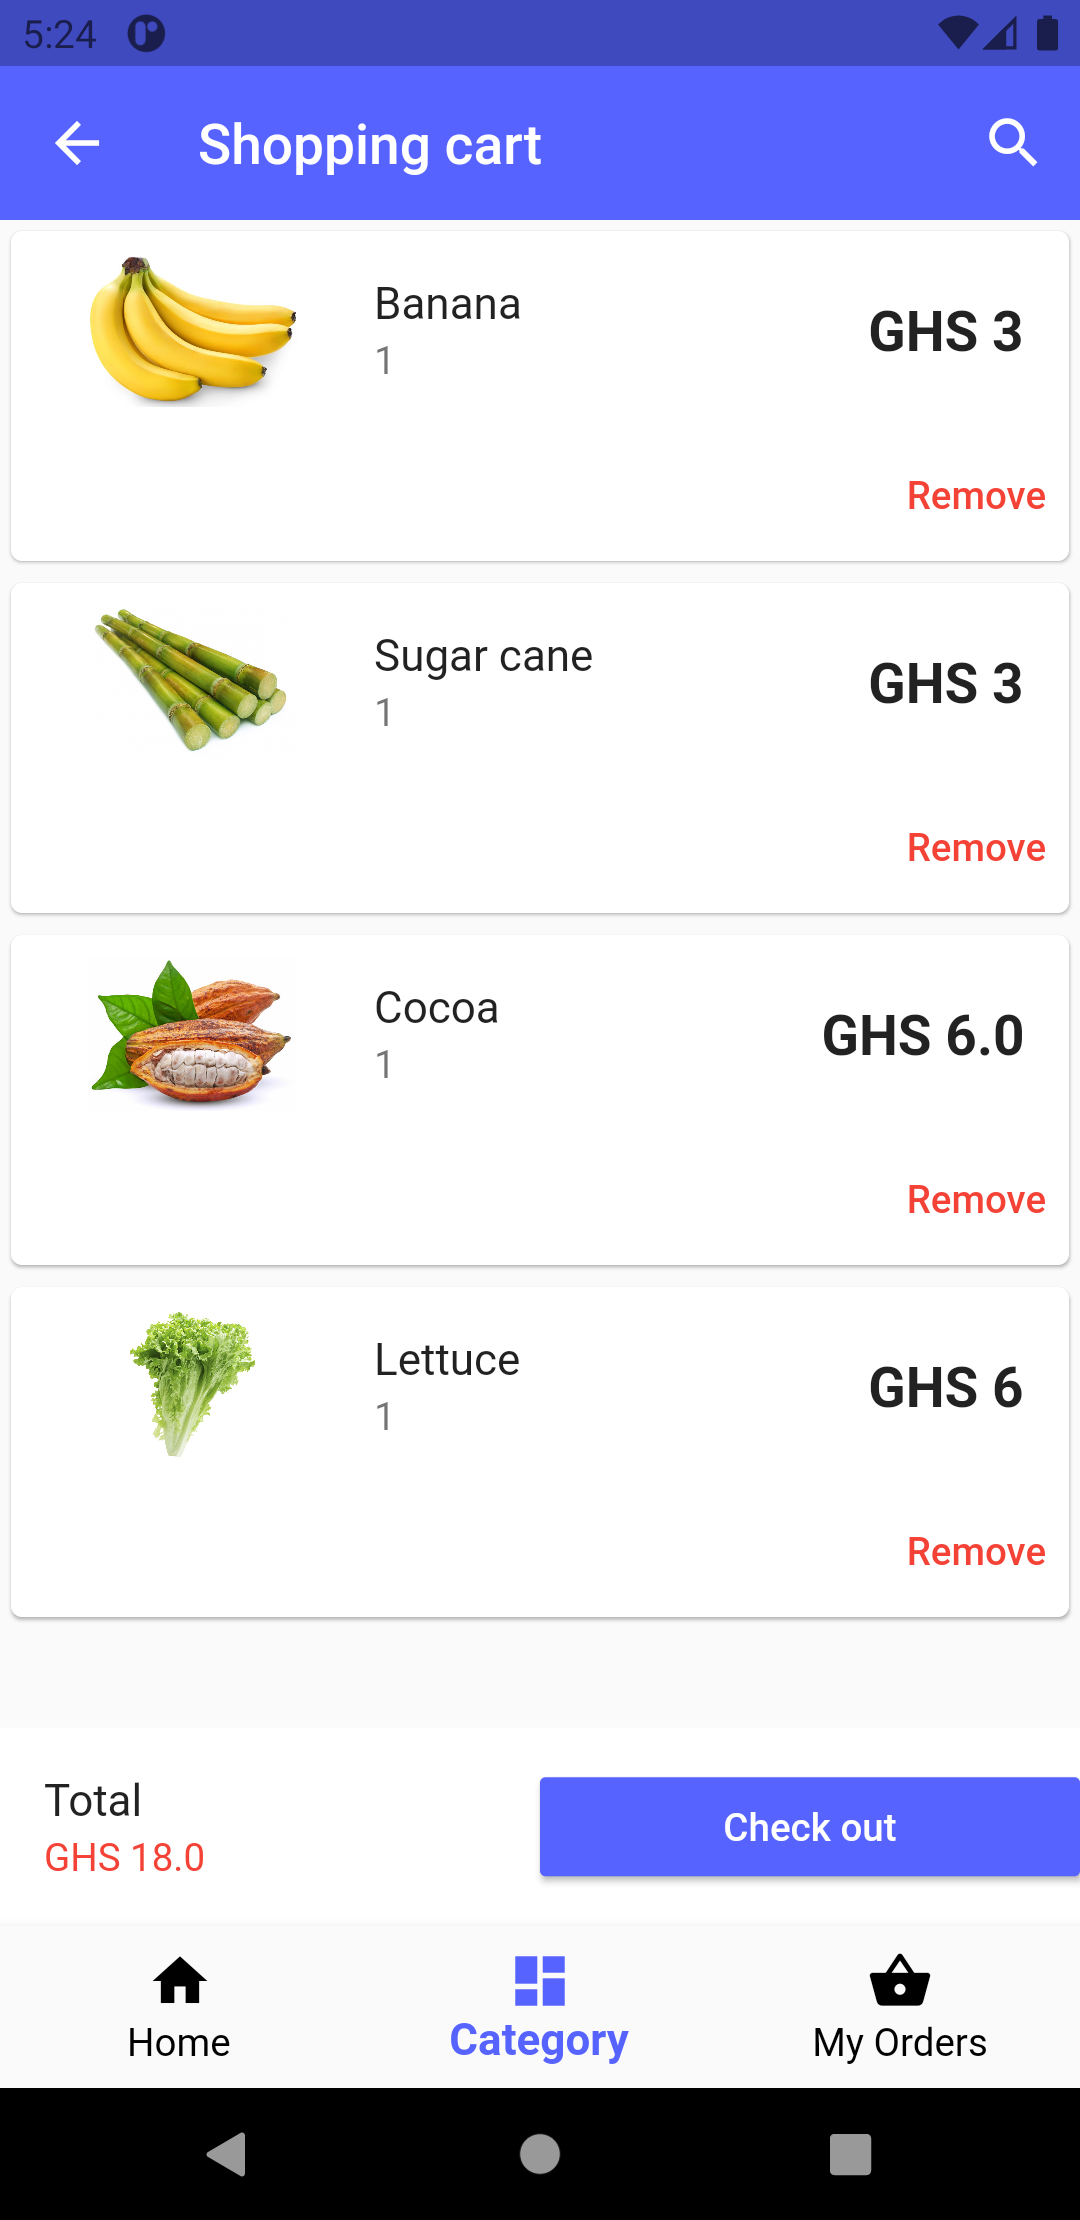 5:24
Shopping cart
Banana
1
GHS 3
Remove
Sugar cane
1
GHS 3
Remove
Cocoa
1
GHS 6.0
Remove
Lettuce
1
GHS 6
Remove
Total
GHS 18.0
Check out
Home
Category
My Orders